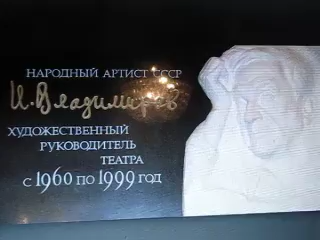 НАРОДНЫЙ АРТИСТ СССР
И.Владимиров
ХУДОЖЕСТВЕННЫЙ
РУКОВОДИТЕЛЬ
ТЕАТРА
С 1960 ПО 1999 ГОД